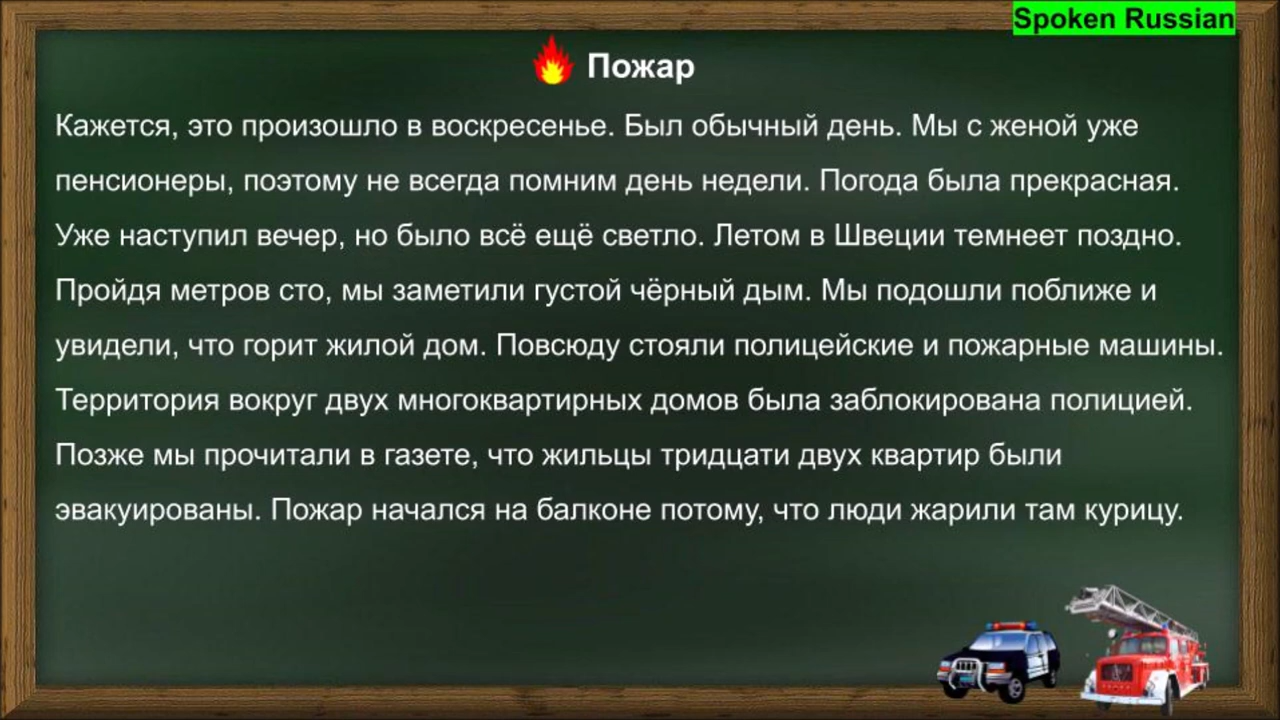 Spoken Russian
Пожар
Кажется, это произошло в воскресенье. Был обычный день. Мы с женой уже
пенсионеры, поэтому не всегда помним день недели. Погода была прекрасная.
Уже наступил вечер, но было всё ещё светло. Летом в Швеции темнеет поздно.
Пройдя метров сто, мы заметили густой чёрный дым. Мы подошли поближе и
увидели, что горит жилой дом. Повсюду стояли полицейские и пожарные машины.
Территория вокруг двух многоквартирных домов была заблокирована полицией.
Позже мы прочитали в газете, что жильцы тридцати двух квартир были
эвакуированы. Пожар начался на балконе потому, что люди жарили там курицу.